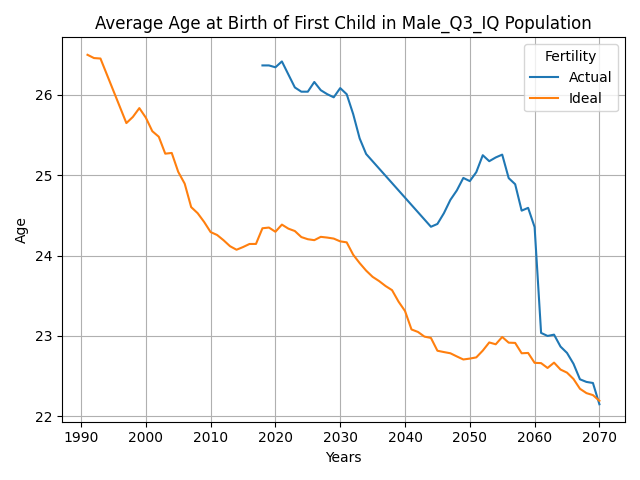 Average Age at Birth of First Child in Male_Q3_IQ Population
Fertility
Actual
Ideal
Age
26
25
24
23
22
1990 2000 2010 2020 2030 2040 2050 2060 2070
Years